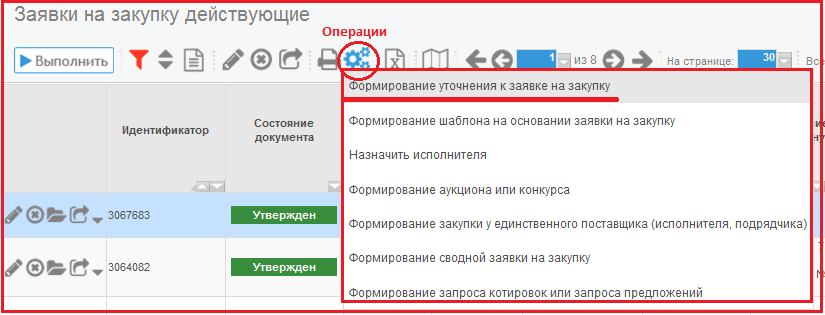 Заявки на закупку действующие
Операции
Выполнить
1 из 8
На странице: 30
Все
Формирование уточнения к заявке на закупку
Идентификатор
Состояние
документа
Формирование шаблона на основании заявки на закупку
Назначить исполнителя
Формирование аукциона или конкурса
3067683
Утвержден
Формирование закупки у единственного поставщика (исполнителя, подрядчика)
Формирование сводной заявки на закупку
3064082
Утвержден
Формирование запроса котировок или запроса предложений